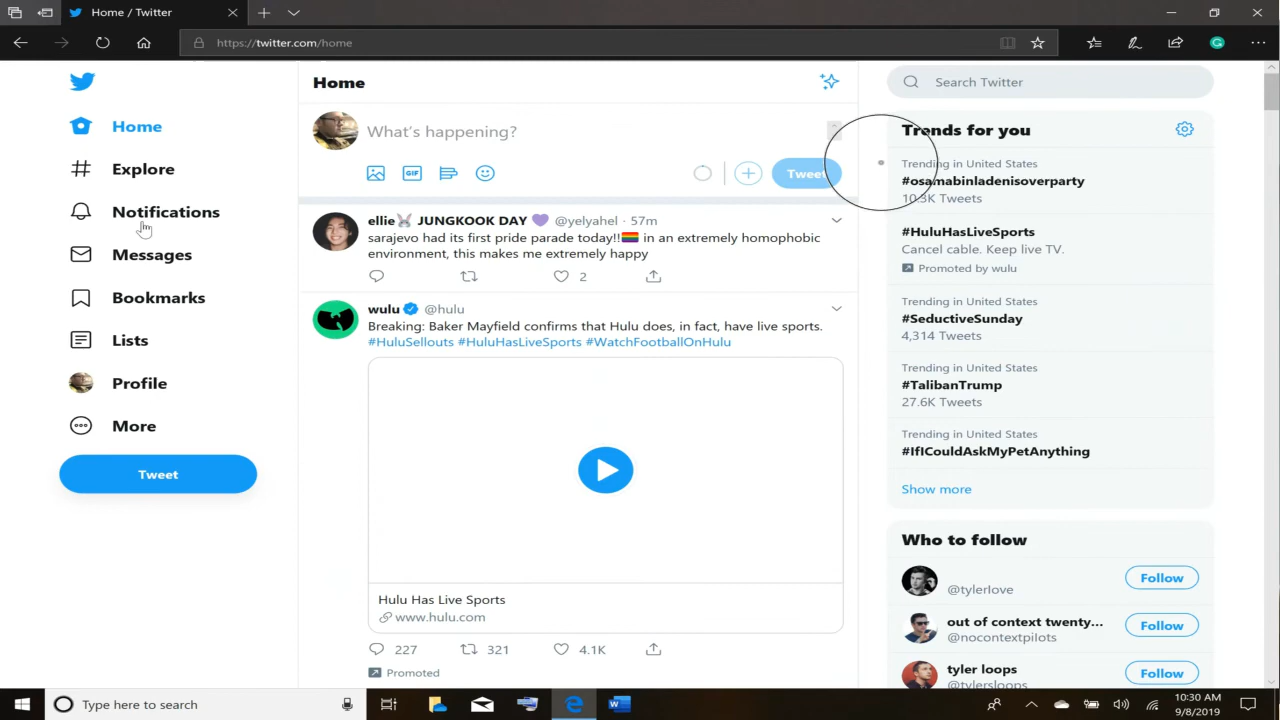 Home / Twitter
https://twitter.com/home
Home
Explore
Notifications
Messages
Bookmarks
Lists
Profile
More
Tweet
Home
What's happening?
GIF
Tweet
ellie🐰 JUNGKOOK DAY 💜 @yelyahel · 57m
sarajevo had its first pride parade today!!🏳️‍🌈 in an extremely homophobic
environment, this makes me extremely happy
2
wulu @hulu
Breaking: Baker Mayfield confirms that Hulu does, in fact, have live sports.
#HuluSellouts #HuluHasLiveSports #WatchFootballOnHulu
Hulu Has Live Sports
www.hulu.com
227 321 4.1K
Promoted
Search Twitter
Trends for you
Trending in United States
#osamabinladenisoverparty
10.3K Tweets
#HuluHasLiveSports
Cancel cable. Keep live TV.
Promoted by wulu
Trending in United States
#SeductiveSunday
4,314 Tweets
Trending in United States
#TalibanTrump
27.6K Tweets
Trending in United States
#IfICouldAskMyPetAnything
Show more
Who to follow
@tylerlove
Follow
out of context twenty...
@nocontextpilots
Follow
tyler loops
@tylersloops
Follow
Type here to search
10:30 AM
9/8/2019